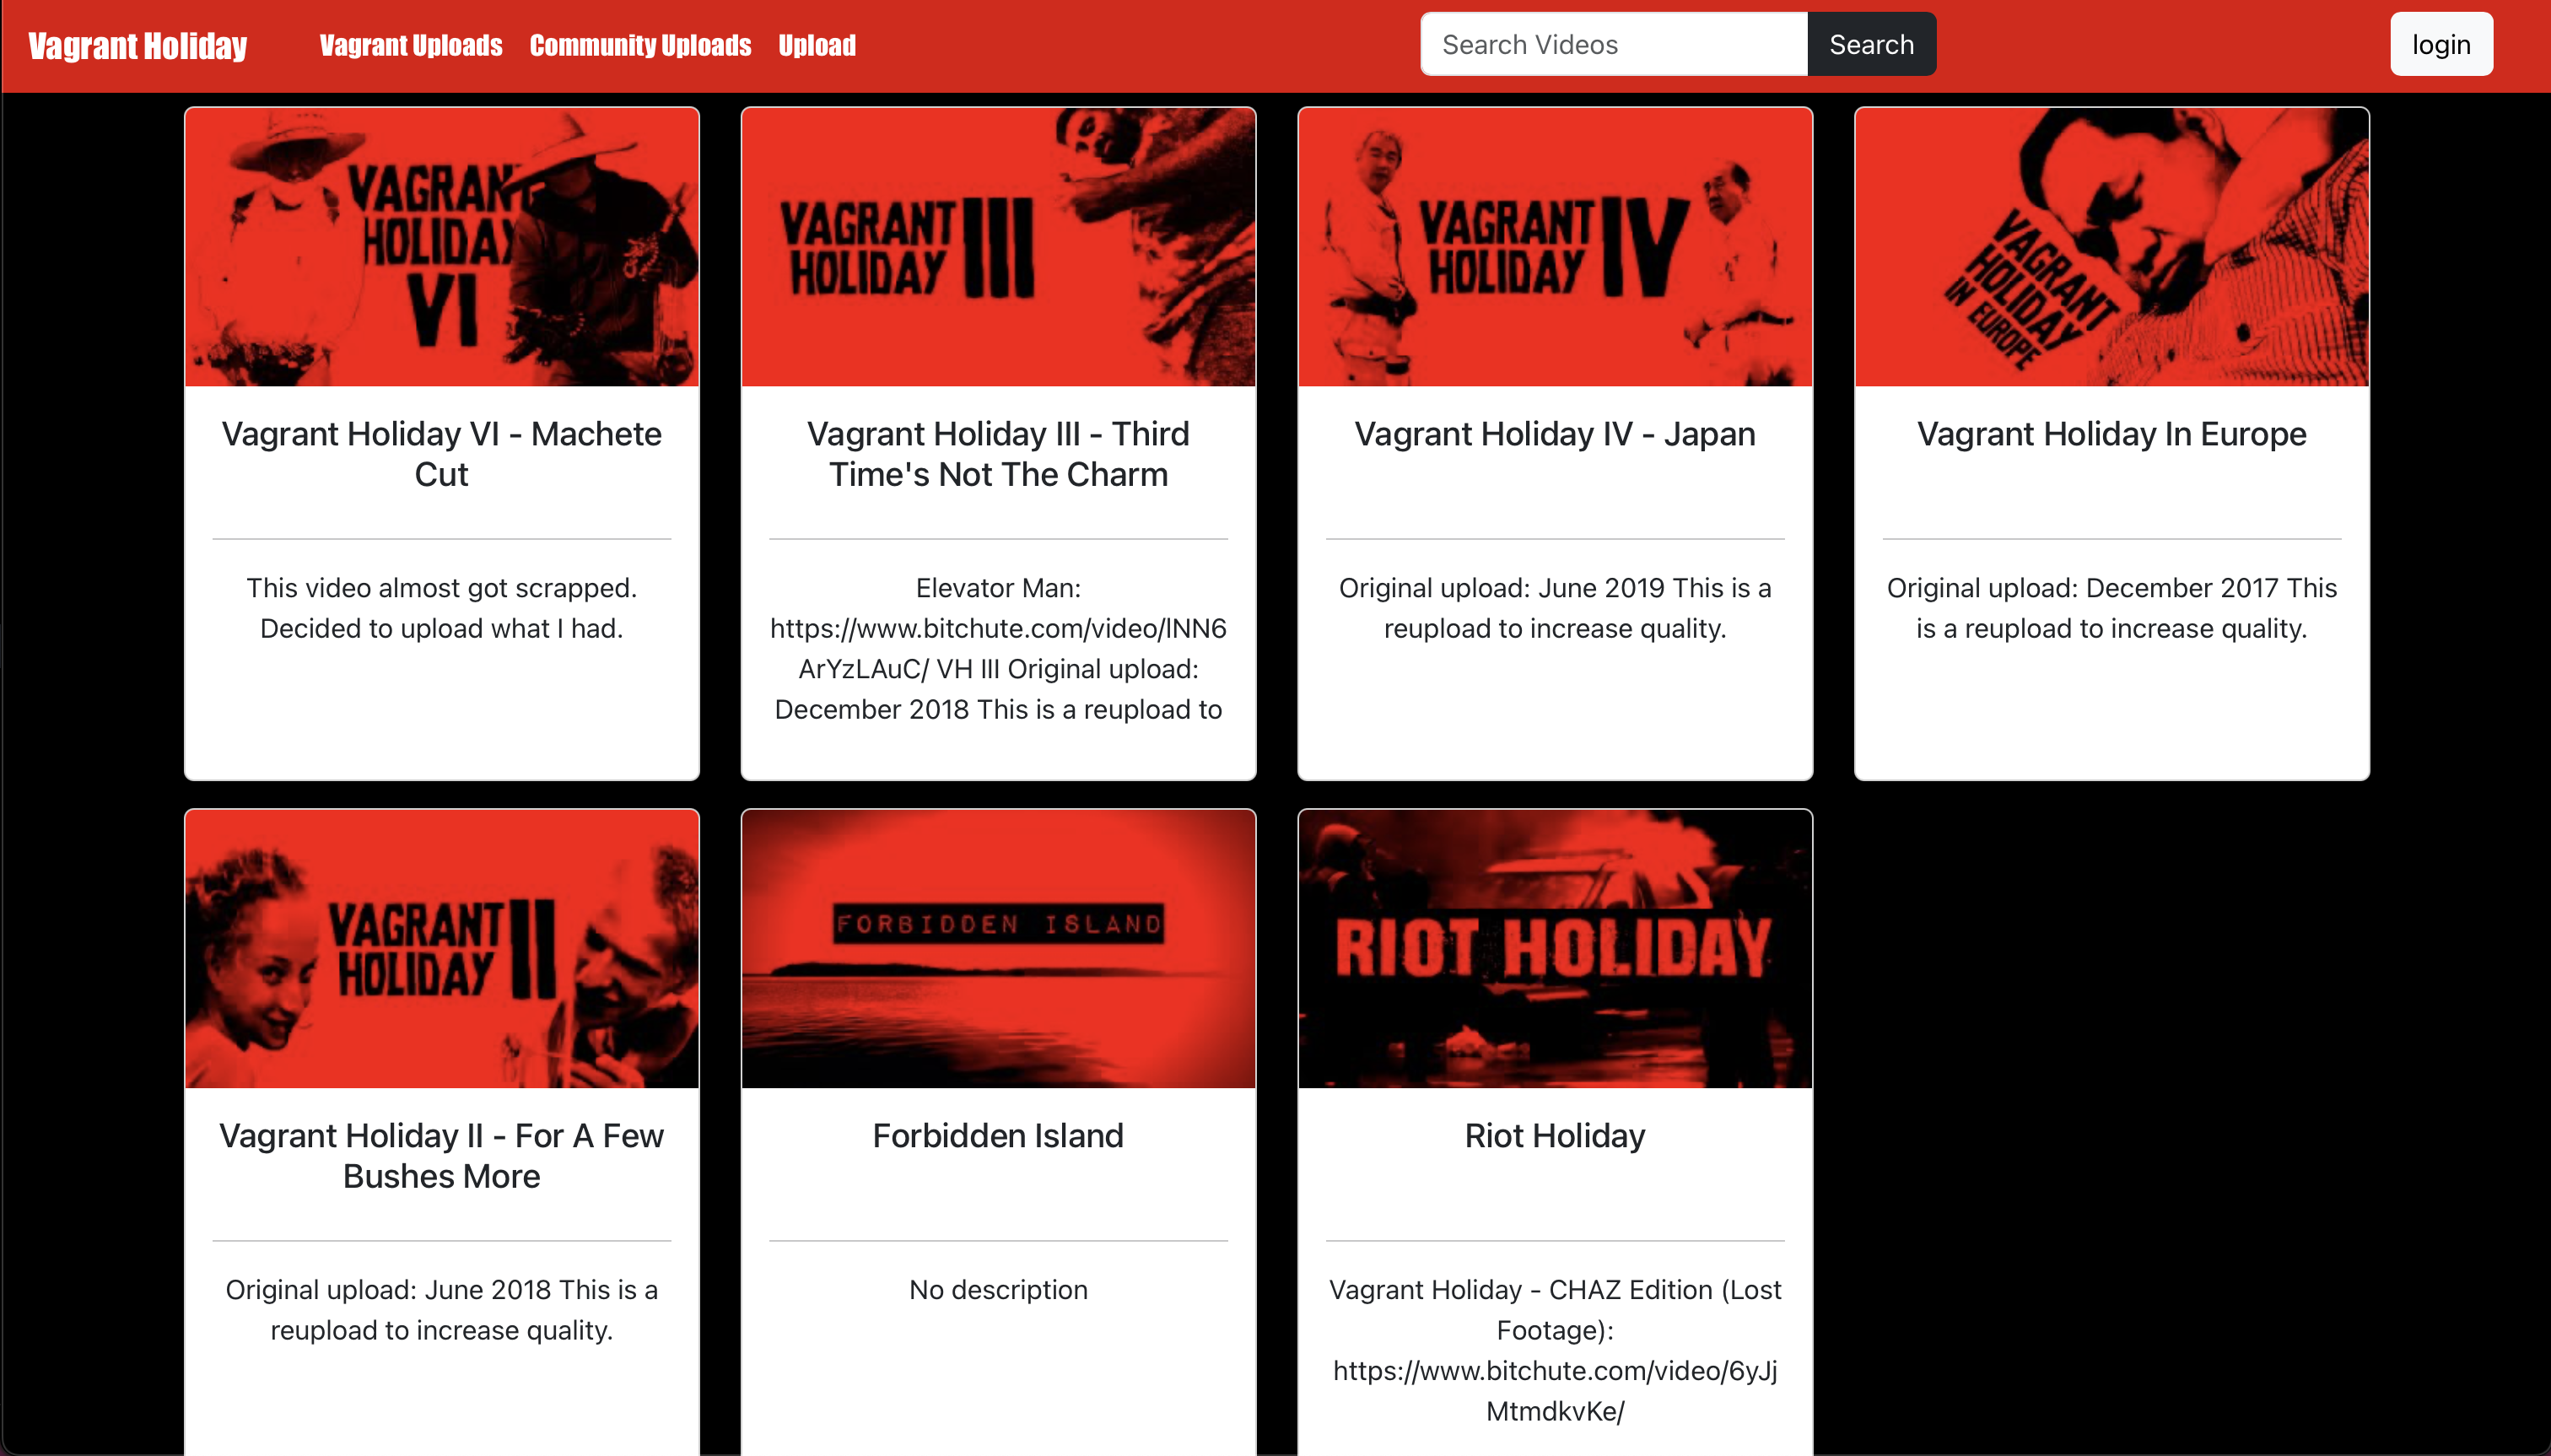 Vagrant Holiday
Vagrant Uploads
Community Uploads
Upload
Search Videos
Search
login
VAGRANT
HOLIDAY
VI
Vagrant Holiday VI - Machete
Cut
This video almost got scrapped.
Decided to upload what I had.
VAGRANT
HOLIDAY III
Vagrant Holiday III - Third
Time's Not The Charm
Elevator Man:
https://www.bitchute.com/video/lNN6
ArYzLAuC/ VH III Original upload:
December 2018 This is a reupload to
VAGRANT
HOLIDAY IV
Vagrant Holiday IV - Japan
Original upload: June 2019 This is a
reupload to increase quality.
VAGRANT
HOLIDAY
IN EUROPE
Vagrant Holiday In Europe
Original upload: December 2017 This
is a reupload to increase quality.
VAGRANT
HOLIDAY II
Vagrant Holiday II - For A Few
Bushes More
Original upload: June 2018 This is a
reupload to increase quality.
FORBIDDEN ISLAND
Forbidden Island
No description
RIOT HOLIDAY
Riot Holiday
Vagrant Holiday - CHAZ Edition (Lost
Footage):
https://www.bitchute.com/video/6yJj
MtmdkvKe/